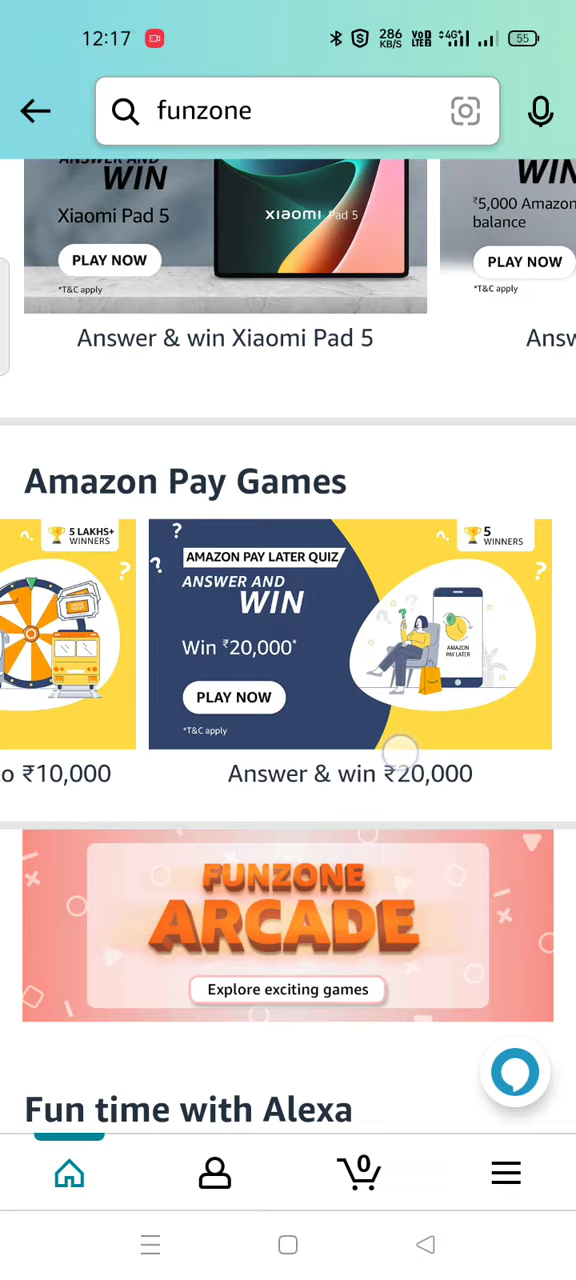 12:17
286
KB/S
VoD
LTE2
4G+
55
funzone
ANSWER AND
WIN
Xiaomi Pad 5
PLAY NOW
*T&C apply
xiaomi Pad 5
WIN
₹5,000 Amazon
balance
PLAY NOW
*T&C apply
Answer & win Xiaomi Pad 5
Answ
Amazon Pay Games
5 LAKHS+
WINNERS
AMAZON PAY LATER QUIZ
ANSWER AND
WIN
Win ₹20,000*
PLAY NOW
*T&C apply
5
WINNERS
AMAZON
PAY LATER
o ₹10,000
Answer & win ₹20,000
FUNZONE
ARCADE
Explore exciting games
Fun time with Alexa
0